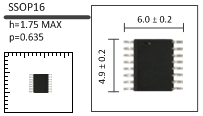 SSOP16
h=1.75 MAX
p=0.635
6.0 ± 0.2
4.9 ± 0.2